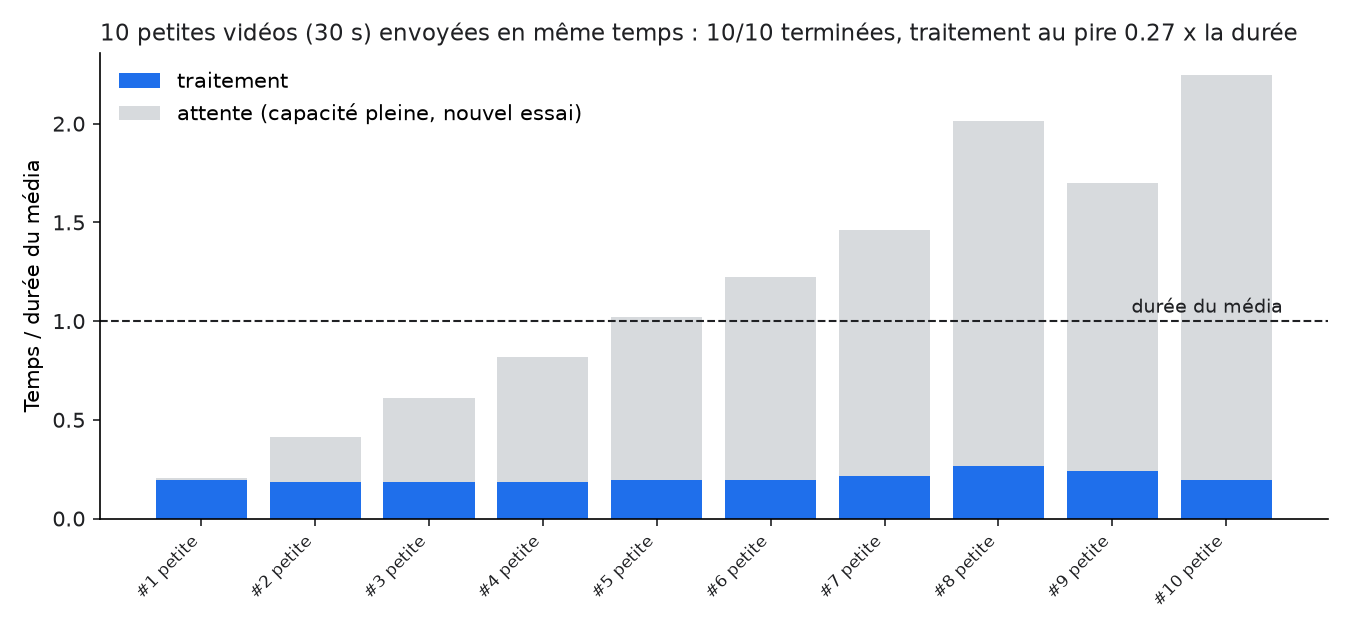 10 petites vidéos (30 s) envoyées en même temps : 10/10 terminées, traitement au pire 0.27 x la durée
traitement
attente (capacité pleine, nouvel essai)
Temps / durée du média
2.0
1.5
1.0
0.5
0.0
durée du média
#1 petite
#2 petite
#3 petite
#4 petite
#5 petite
#6 petite
#7 petite
#8 petite
#9 petite
#10 petite